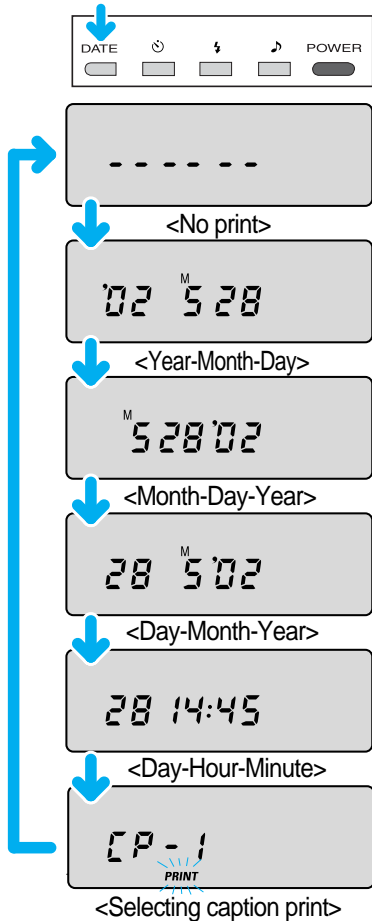 DATE POWER
- - - - - -
<No print>
'02 M 5 28
<Year-Month-Day>
M 5 28 '02
<Month-Day-Year>
28 M 5 '02
<Day-Month-Year>
28 14:45
<Day-Hour-Minute>
CP-1
PRINT
<Selecting caption print>